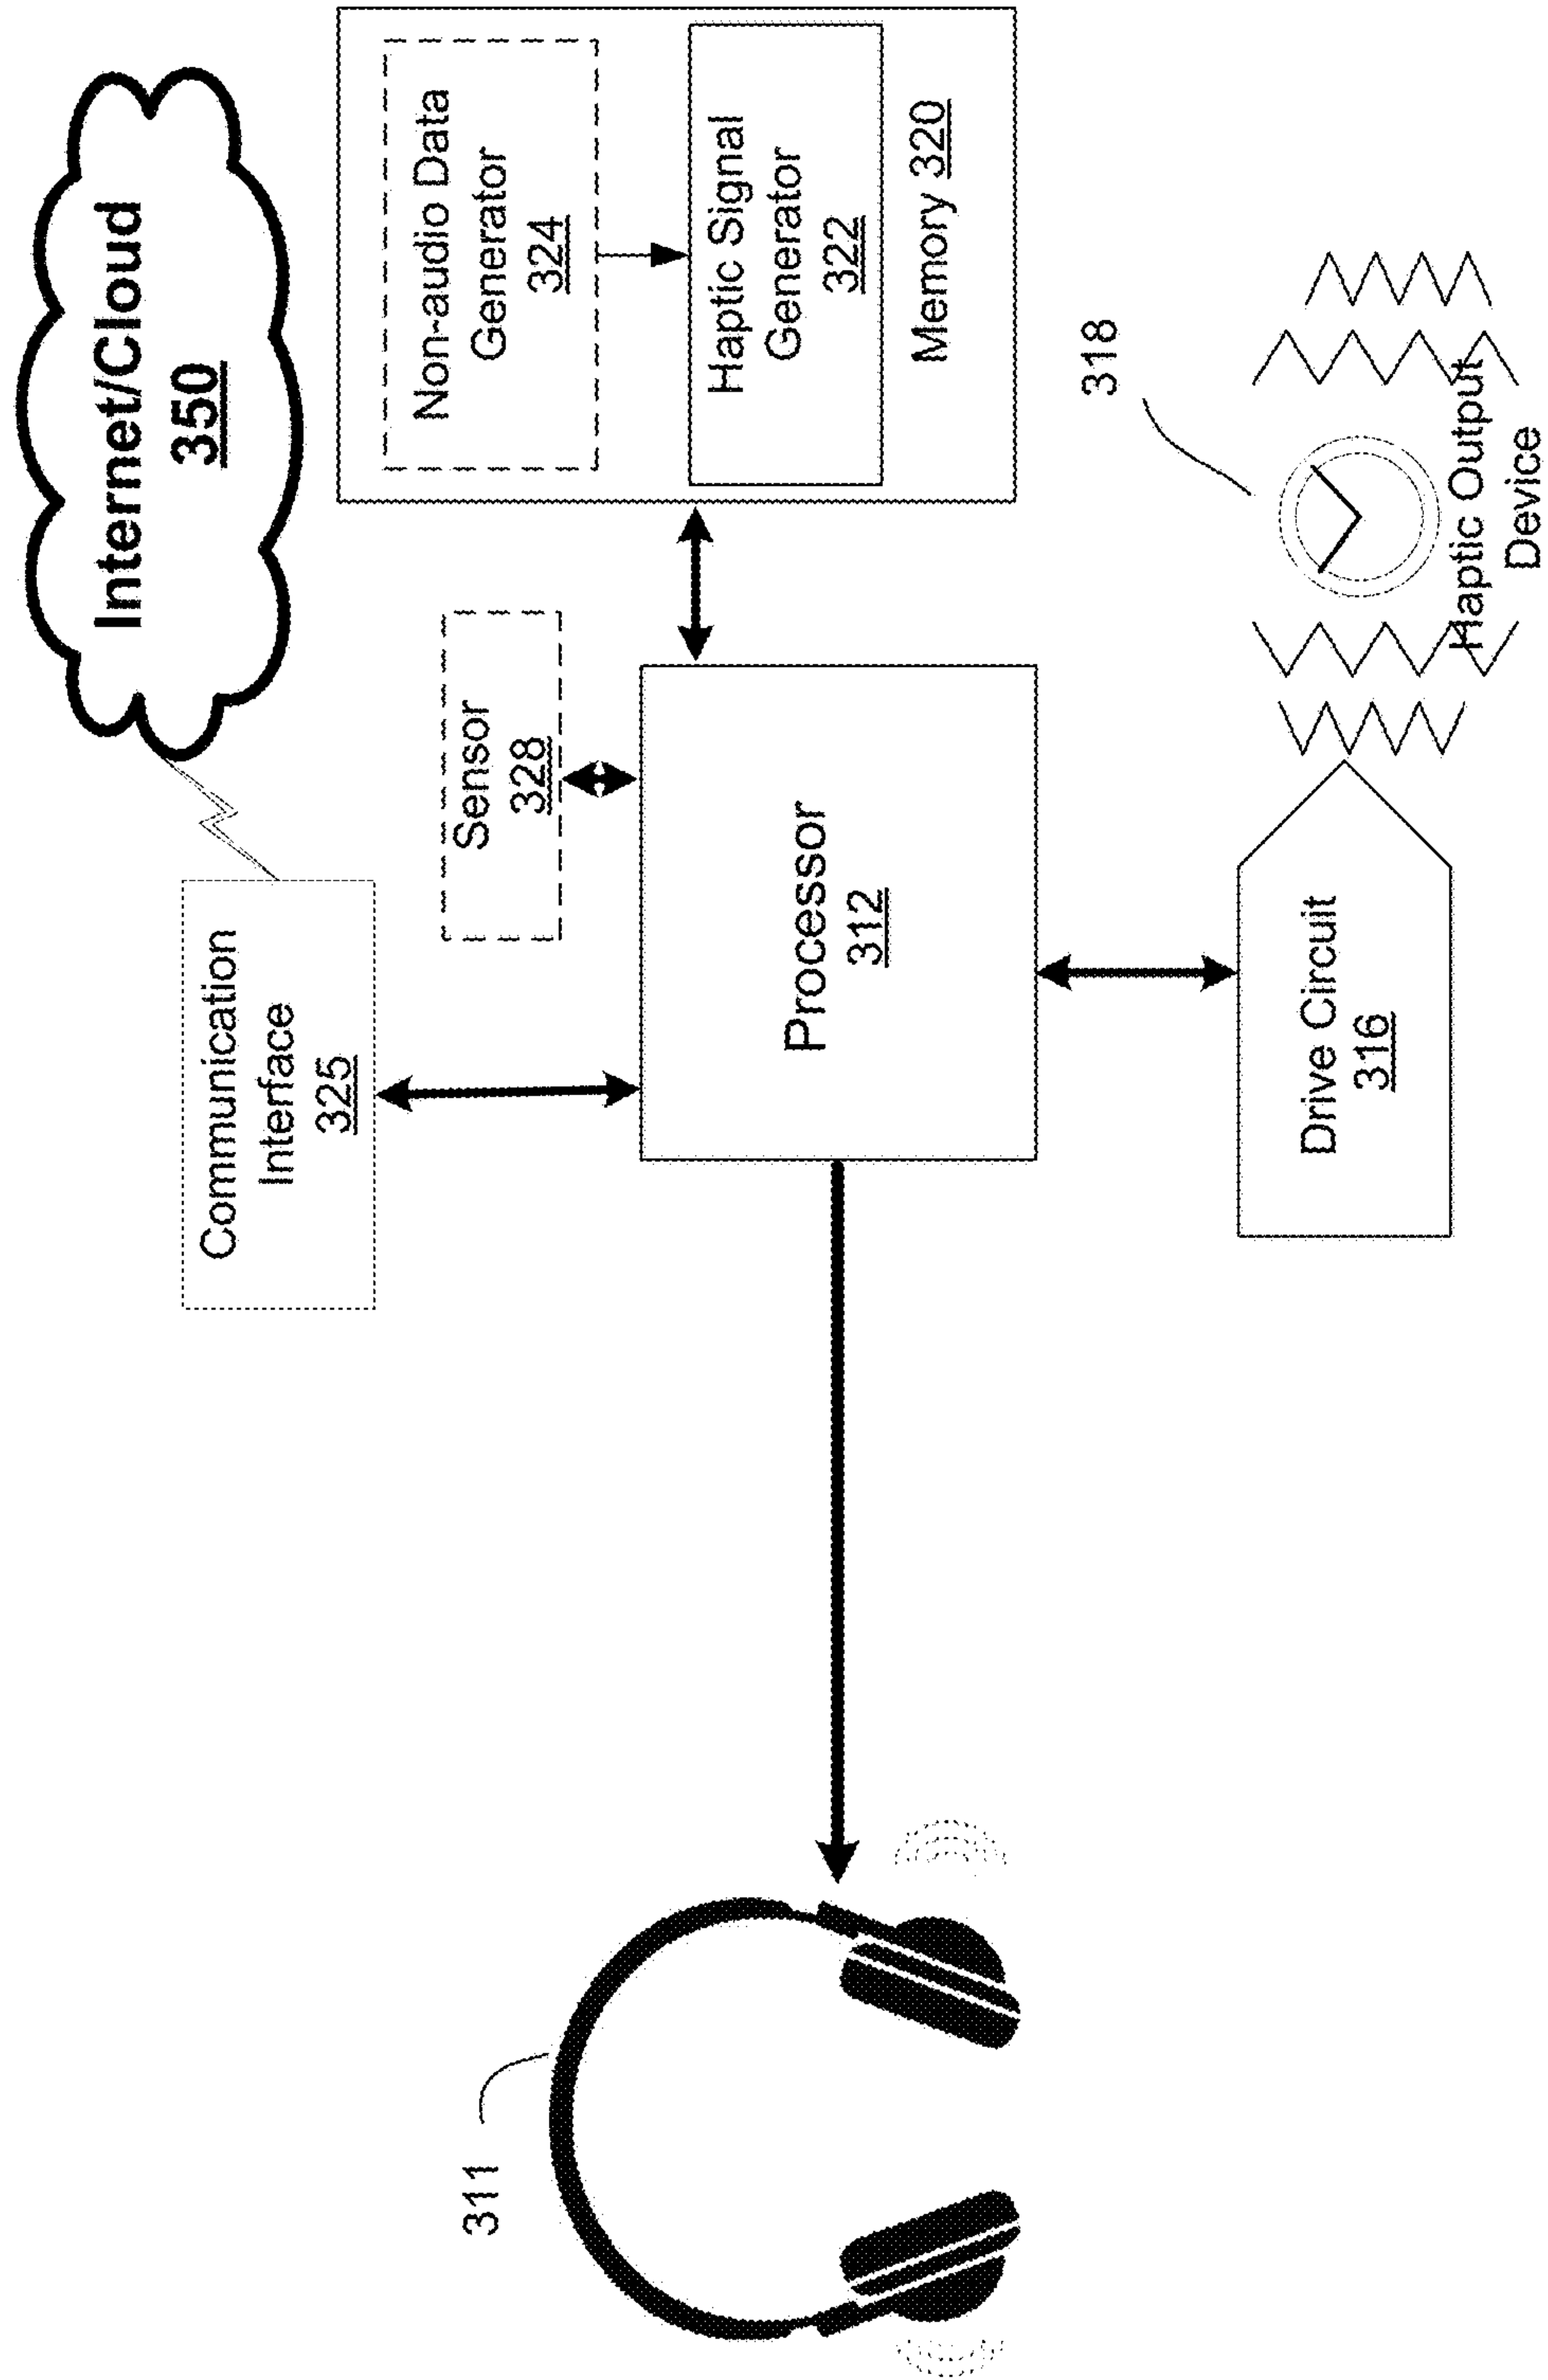 Internet/Cloud
350
Communication
Interface
325
Sensor
328
Non-audio Data
Generator
324
Haptic Signal
Generator
322
Memory 320
311
Processor
312
Drive Circuit
316
318
Haptic Output
Device